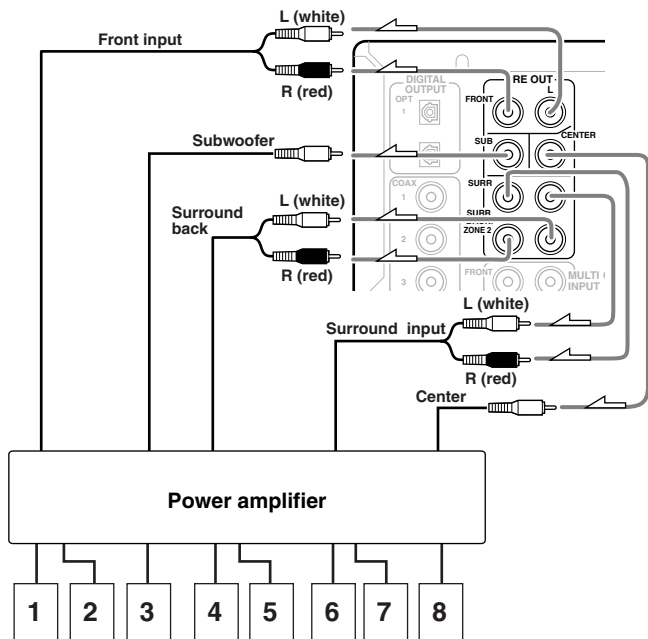 L (white)
Front input
R (red)
DIGITAL
OUTPUT
OPT
1
RE OUT
L
FRONT
Subwoofer
SUB
CENTER
COAX
1
SURR
L (white)
Surround
back
SURR
ZONE 2
2
R (red)
3
FRONT
MULTI
INPUT
L (white)
Surround input
R (red)
Center
Power amplifier
1 2 3 4 5 6 7 8